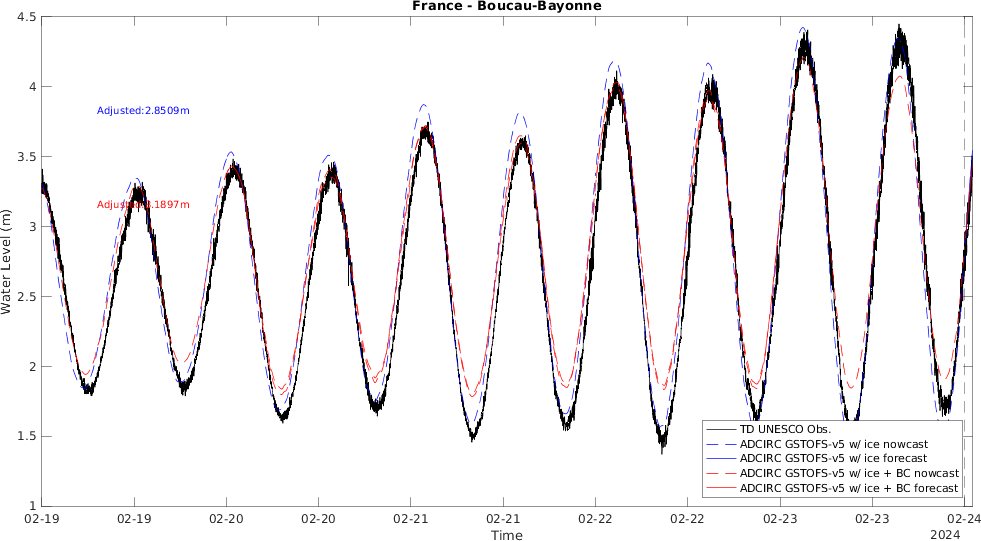 France - Boucau-Bayonne
4.5
4
3.5
3
2.5
2
1.5
1
Water Level (m)
Adjusted:2.8509m
02-19
02-19
02-20
02-20
02-21
02-21
02-22
02-22
02-23
02-23
02-24
2024
Time
TD UNESCO Obs.
ADCIRC GSTOFS-v5 w/ ice nowcast
ADCIRC GSTOFS-v5 w/ ice forecast
ADCIRC GSTOFS-v5 w/ ice + BC nowcast
ADCIRC GSTOFS-v5 w/ ice + BC forecast